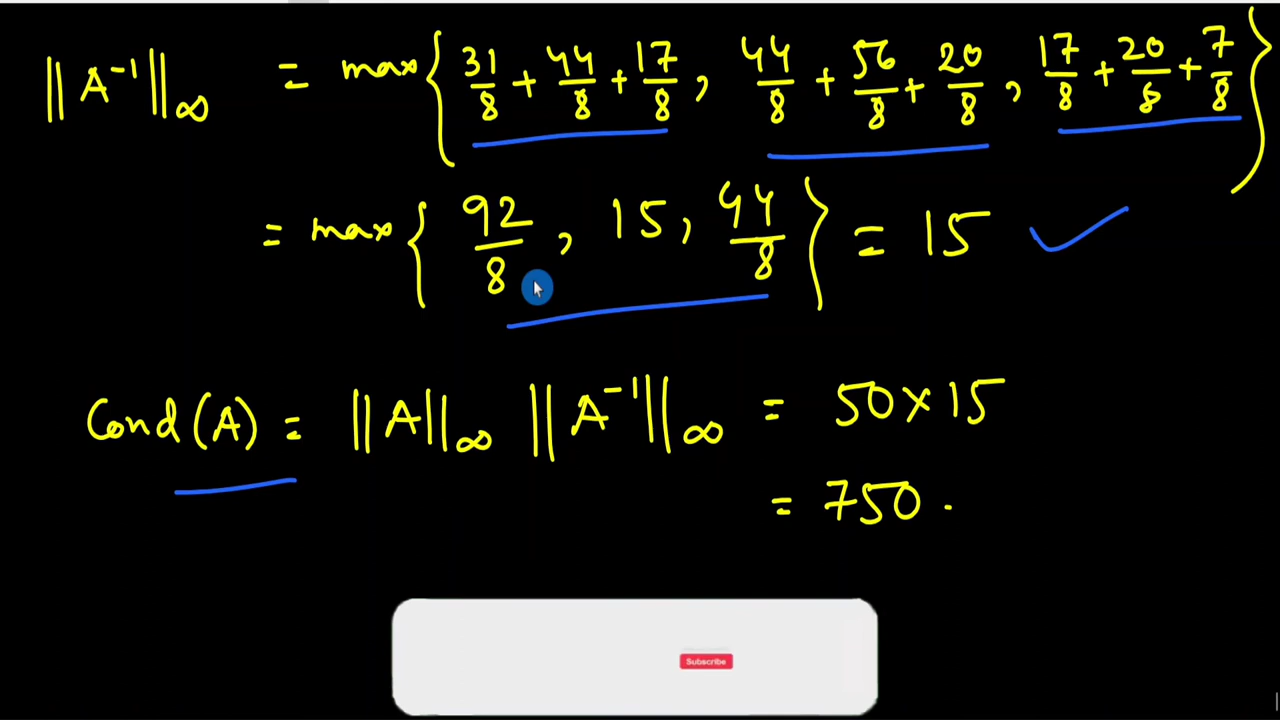 ‖A⁻¹‖∞ = max { 31/8 + 44/8 + 17/8 , 44/8 + 56/8 + 20/8 , 17/8 + 20/8 + 7/8 }
= max { 92/8 , 15 , 44/8 } = 15 ✓
Cond(A) = ‖A‖∞ ‖A⁻¹‖∞ = 50×15
= 750 .
Subscribe